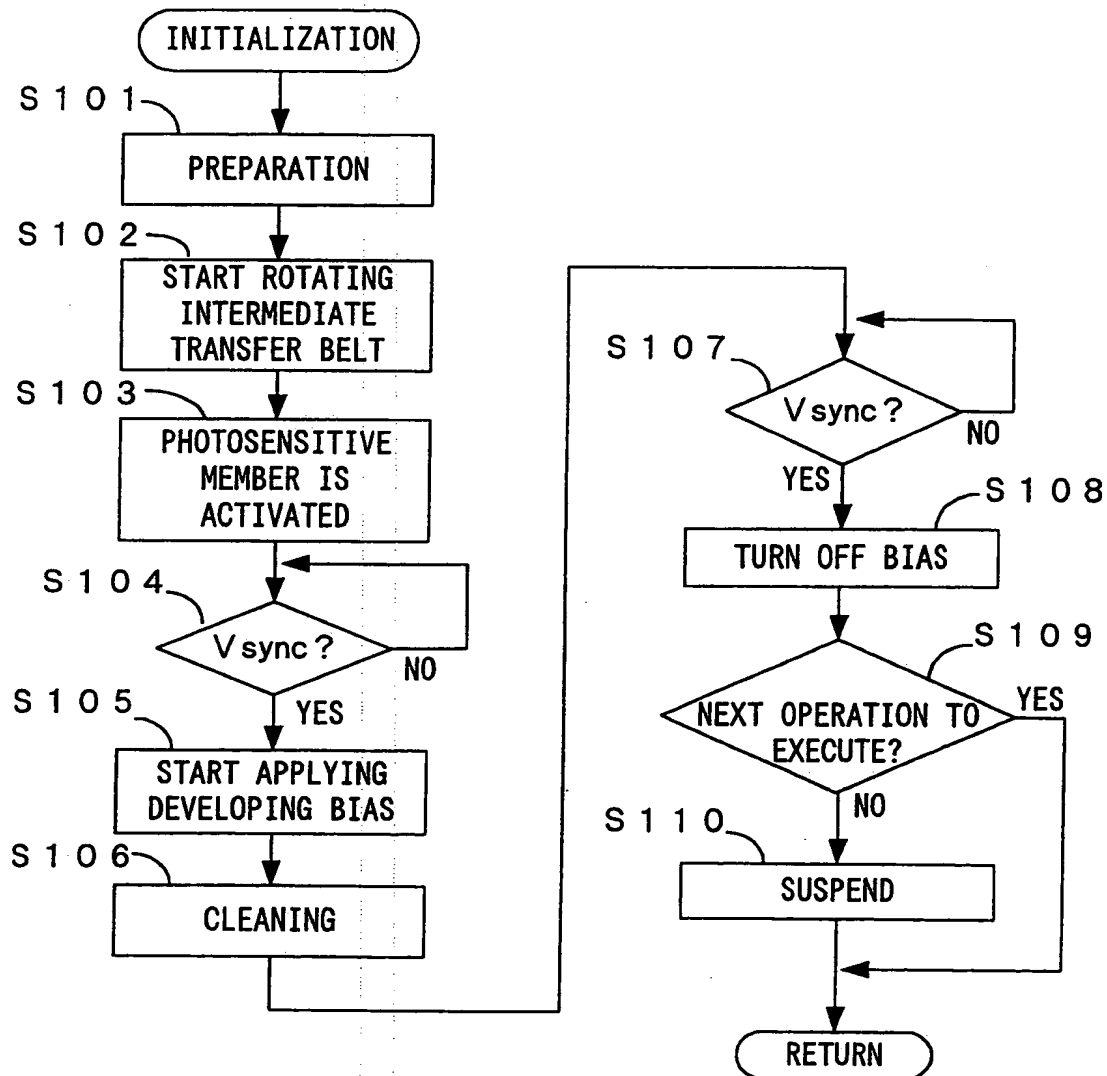 INITIALIZATION
S101
PREPARATION
S102
START ROTATING
INTERMEDIATE
TRANSFER BELT
S103
PHOTOSENSITIVE
MEMBER IS
ACTIVATED
S104
Vsync?
NO
YES
S105
START APPLYING
DEVELOPING BIAS
S106
CLEANING
S107
Vsync?
NO
YES
S108
TURN OFF BIAS
S109
NEXT OPERATION TO
EXECUTE?
YES
NO
S110
SUSPEND
RETURN